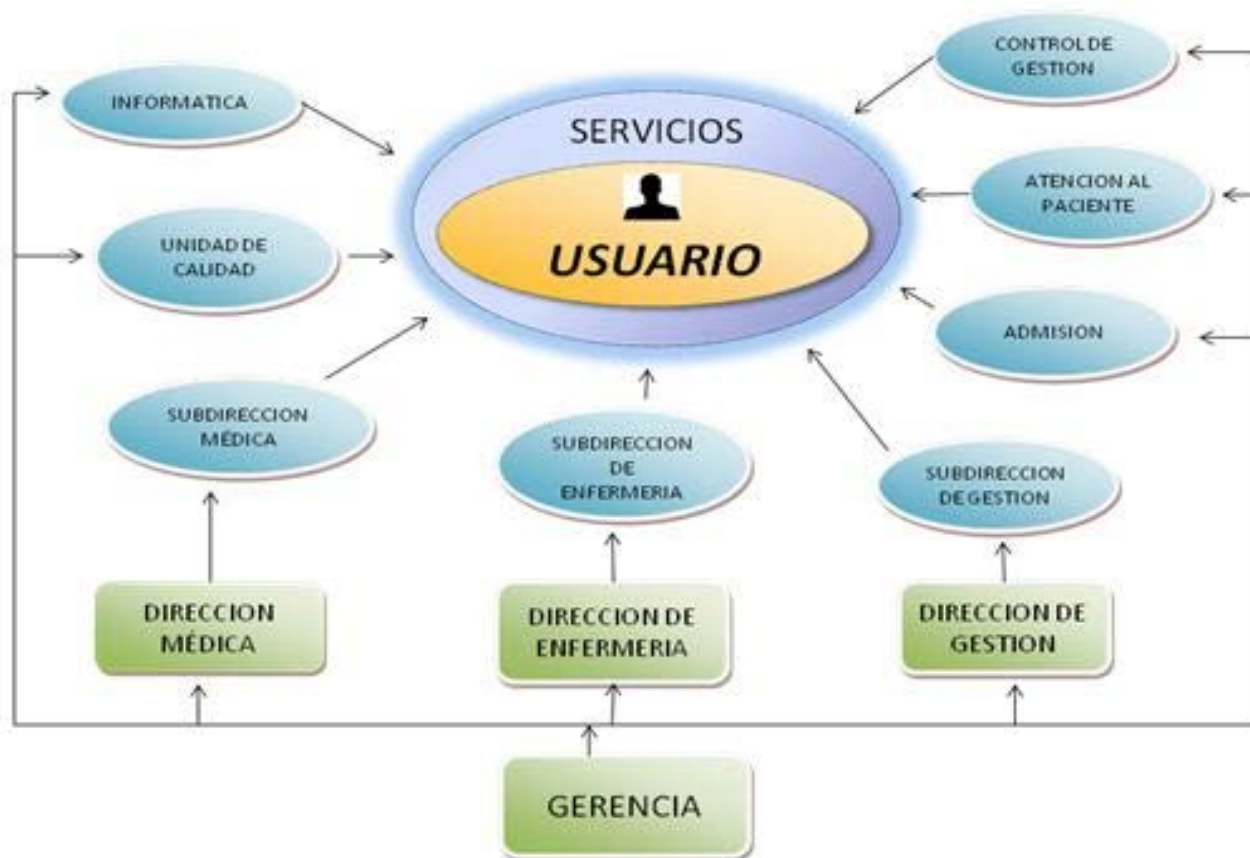 CONTROL DE
GESTION
INFORMATICA
SERVICIOS
USUARIO
ATENCION AL
PACIENTE
UNIDAD DE
CALIDAD
ADMISION
SUBDIRECCION
MÉDICA
SUBDIRECCION
DE
ENFERMERIA
SUBDIRECCION
DE GESTION
DIRECCION
MÉDICA
DIRECCION DE
ENFERMERIA
DIRECCION DE
GESTION
GERENCIA